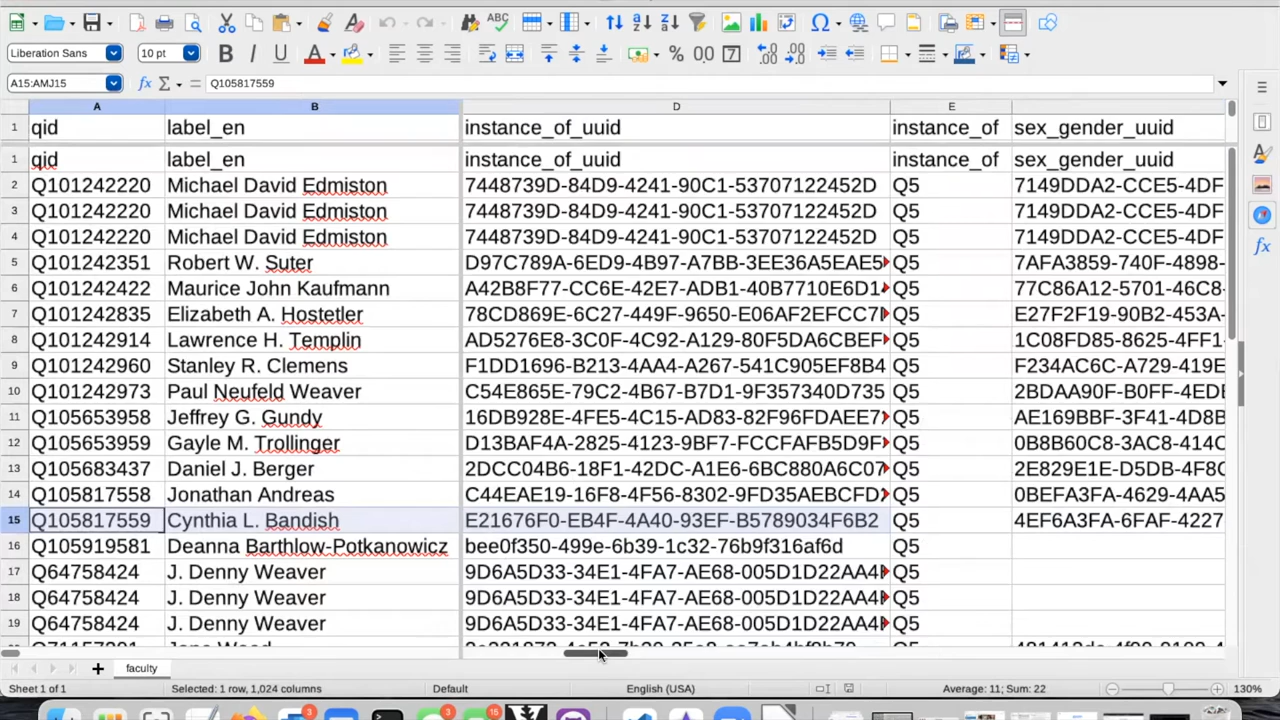 Liberation Sans 10 pt B I U A
A15:AMJ15 fx Σ = Q105817559
A B D E
1 qid label_en instance_of_uuid instance_of sex_gender_uuid
1 qid label_en instance_of_uuid instance_of sex_gender_uuid
2 Q101242220 Michael David Edmiston 7448739D-84D9-4241-90C1-53707122452D Q5 7149DDA2-CCE5-4DF
3 Q101242220 Michael David Edmiston 7448739D-84D9-4241-90C1-53707122452D Q5 7149DDA2-CCE5-4DF
4 Q101242220 Michael David Edmiston 7448739D-84D9-4241-90C1-53707122452D Q5 7149DDA2-CCE5-4DF
5 Q101242351 Robert W. Suter D97C789A-6ED9-4B97-A7BB-3EE36A5EAE5 Q5 7AFA3859-740F-4898-
6 Q101242422 Maurice John Kaufmann A42B8F77-CC6E-42E7-ADB1-40B7710E6D1 Q5 77C86A12-5701-46C8-
7 Q101242835 Elizabeth A. Hostetler 78CD869E-6C27-449F-9650-E06AF2EFCC7 Q5 E27F2F19-90B2-453A-
8 Q101242914 Lawrence H. Templin AD5276E8-3C0F-4C92-A129-80F5DA6CBEF Q5 1C08FD85-8625-4FF1-
9 Q101242960 Stanley R. Clemens F1DD1696-B213-4AA4-A267-541C905EF8B4 Q5 F234AC6C-A729-419E
10 Q101242973 Paul Neufeld Weaver C54E865E-79C2-4B67-B7D1-9F357340D735 Q5 2BDAA90F-B0FF-4EDE
11 Q105653958 Jeffrey G. Gundy 16DB928E-4FE5-4C15-AD83-82F96FDAEE7 Q5 AE169BBF-3F41-4D8B
12 Q105653959 Gayle M. Trollinger D13BAF4A-2825-4123-9BF7-FCCFAFB5D9F Q5 0B8B60C8-3AC8-414C
13 Q105683437 Daniel J. Berger 2DCC04B6-18F1-42DC-A1E6-6BC880A6C07 Q5 2E829E1E-D5DB-4F8C
14 Q105817558 Jonathan Andreas C44EAE19-16F8-4F56-8302-9FD35AEBCFD Q5 0BEFA3FA-4629-4AA5
15 Q105817559 Cynthia L. Bandish E21676F0-EB4F-4A40-93EF-B5789034F6B2 Q5 4EF6A3FA-6FAF-4227
16 Q105919581 Deanna Barthlow-Potkanowicz bee0f350-499e-6b39-1c32-76b9f316af6d Q5
17 Q64758424 J. Denny Weaver 9D6A5D33-34E1-4FA7-AE68-005D1D22AA4 Q5
18 Q64758424 J. Denny Weaver 9D6A5D33-34E1-4FA7-AE68-005D1D22AA4 Q5
19 Q64758424 J. Denny Weaver 9D6A5D33-34E1-4FA7-AE68-005D1D22AA4 Q5
faculty
Sheet 1 of 1 Selected: 1 row, 1,024 columns Default English (USA) Average: 11; Sum: 22 130%
3 3 15